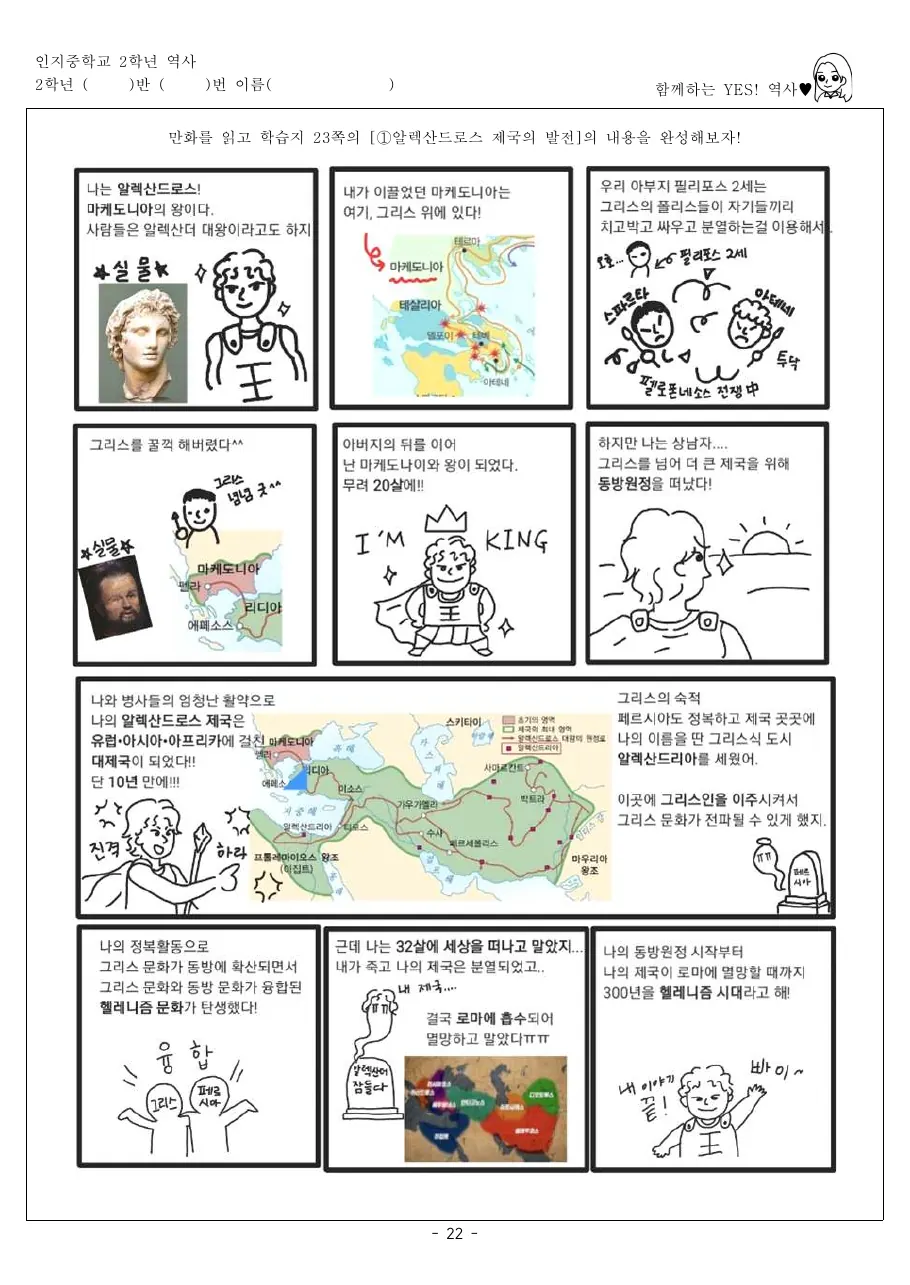 인지중학교 2학년 역사
2학년 (     )반 (     )번 이름(               )
함께하는 YES! 역사♥
만화를 읽고 학습지 23쪽의 [①알렉산드로스 제국의 발전]의 내용을 완성해보자!
나는 알렉산드로스!
마케도니아의 왕이다.
사람들은 알렉산더 대왕이라고도 하지
★실물★
王
내가 이끌었던 마케도니아는
여기, 그리스 위에 있다!
테르마
마케도니아
테살리아
델포이
테베
아테네
우리 아부지 필리포스 2세는
그리스의 폴리스들이 자기들끼리
치고박고 싸우고 분열하는걸 이용해서..
오호...
필리포스 2세
스파르타
아테네
투닥
펠로폰네소스 전쟁中
그리스를 꿀꺽 해버렸다^^
그리스
냠냠 굿^^
★실물★
마케도니아
펠라
리디아
에페소스
아버지의 뒤를 이어
난 마케도나이와 왕이 되었다.
무려 20살에!!
I'M KING
王
하지만 나는 상남자....
그리스를 넘어 더 큰 제국을 위해
동방원정을 떠났다!
나와 병사들의 엄청난 활약으로
나의 알렉산드로스 제국은
유럽•아시아•아프리카에 걸친
대제국이 되었다!!
단 10년 만에!!!
진격
하라
스키타이
초기의 영역
제국의 최대 영역
알렉산드로스 대왕의 원정로
알렉산드리아
마케도니아
펠라
흑해
카스피해
리디아
에페소
이소스
지중해
알렉산드리아
티로스
프톨레마이오스 왕조
(이집트)
홍해
가우가멜라
수사
페르세폴리스
페르시아 만
사마르칸트
박트라
인더스 강
마우리아
왕조
그리스의 숙적
페르시아도 정복하고 제국 곳곳에
나의 이름을 딴 그리스식 도시
알렉산드리아를 세웠어.
이곳에 그리스인을 이주시켜서
그리스 문화가 전파될 수 있게 했지.
ㅠㅠ
페르
시아
나의 정복활동으로
그리스 문화가 동방에 확산되면서
그리스 문화와 동방 문화가 융합된
헬레니즘 문화가 탄생했다!
융합
그리스
페르
시아
근데 나는 32살에 세상을 떠나고 말았지...
내가 죽고 나의 제국은 분열되었고..
내 제국....
ㅠㅠ
결국 로마에 흡수되어
멸망하고 말았다ㅠㅠ
알렉산더
잠들다
나의 동방원정 시작부터
나의 제국이 로마에 멸망할 때까지
300년을 헬레니즘 시대라고 해!
내 이야기
끝!
빠이~
王
- 22 -